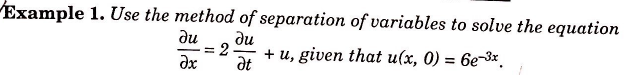 Example 1. Use the method of separation of variables to solve the equation
∂u/∂x = 2 ∂u/∂t + u, given that u(x, 0) = 6e^{-3x}.